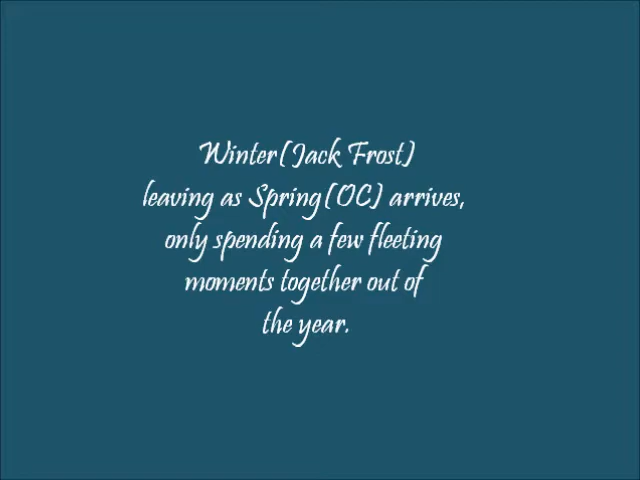 Winter(Jack Frost)
leaving as Spring(OC) arrives,
only spending a few fleeting
moments together out of
the year.